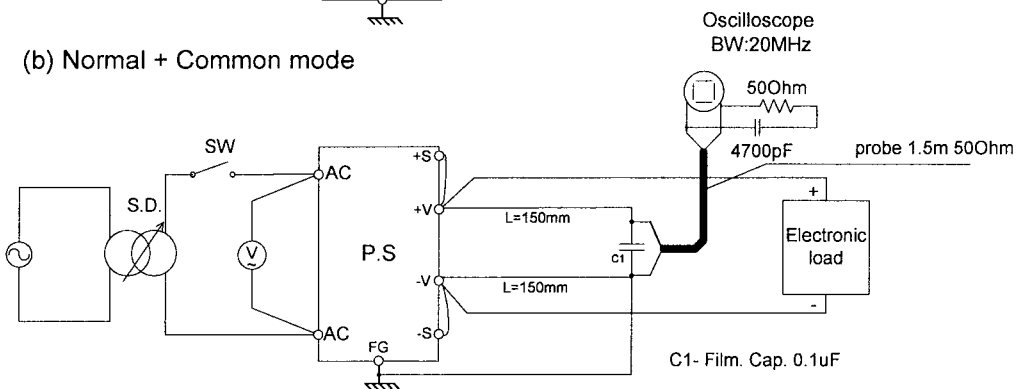 Oscilloscope
BW:20MHz
(b) Normal + Common mode
50Ohm
4700pF
probe 1.5m 50Ohm
SW
S.D.
V
~
AC
AC
P.S
+S
+V
-V
-S
FG
L=150mm
L=150mm
C1
+
Electronic
load
-
C1- Film. Cap. 0.1uF